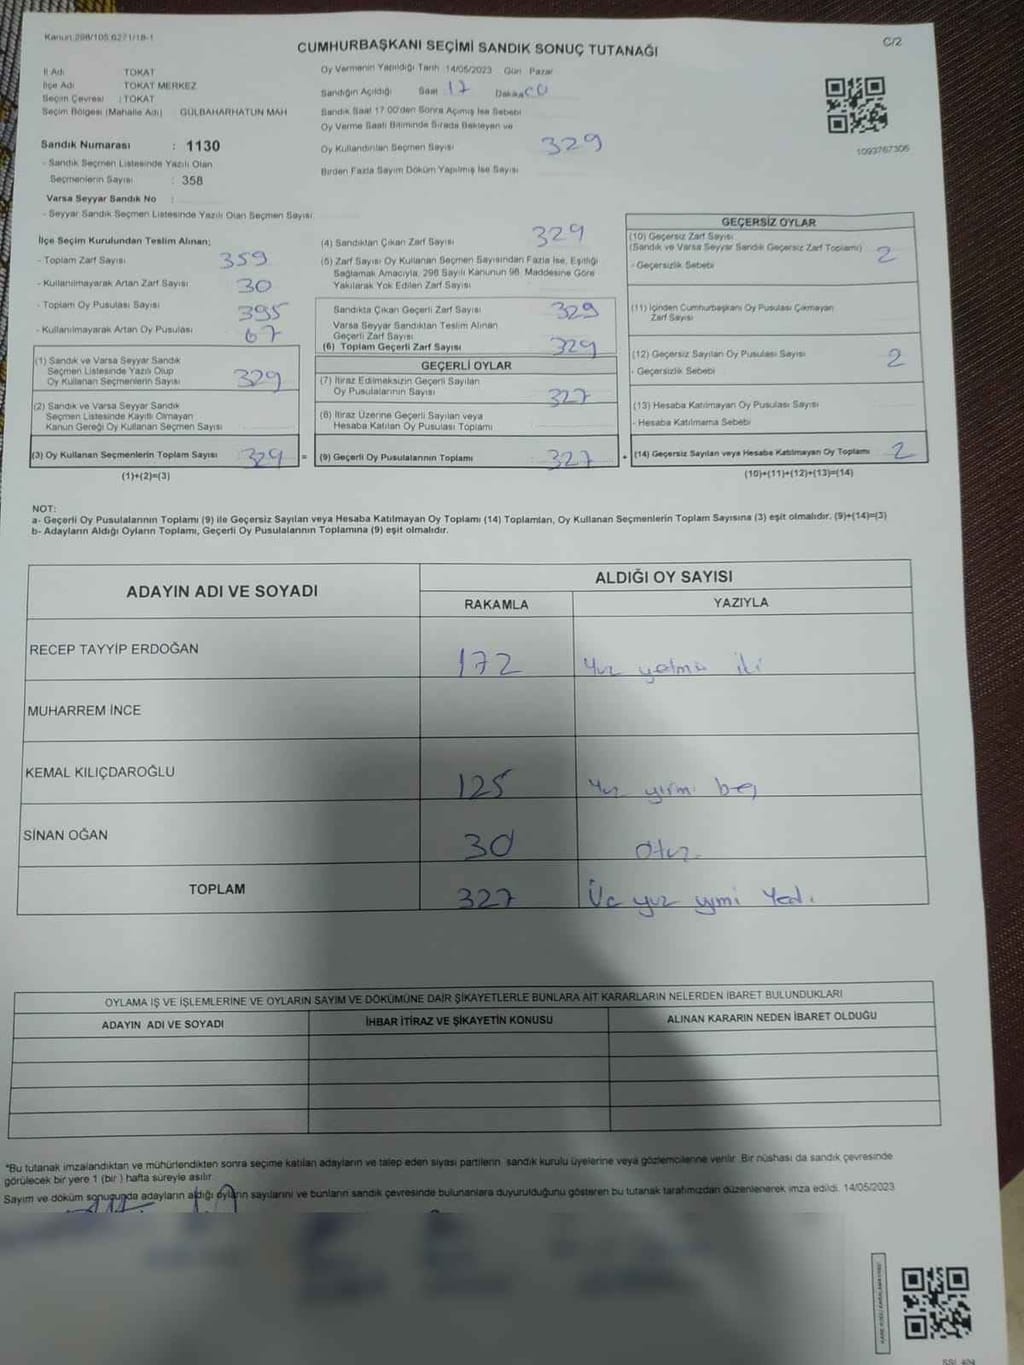 Kanun 298/105 6271/18-1
C/2
CUMHURBAŞKANI SEÇİMİ SANDIK SONUÇ TUTANAĞI
İl Adı TOKAT
İlçe Adı TOKAT MERKEZ
Seçim Çevresi : TOKAT
Seçim Bölgesi (Mahalle Adı) GÜLBAHARHATUN MAH
Sandık Numarası : 1130
- Sandık Seçmen Listesinde Yazılı Olan
Seçmenlerin Sayısı : 358
Varsa Seyyar Sandık No :
- Seyyar Sandık Seçmen Listesinde Yazılı Olan Seçmen Sayısı
Oy Vermenin Yapıldığı Tarih :14/05/2023 Gün Pazar
Sandığın Açıldığı Saat 17 Dakika 00
Sandık Saat 17:00'den Sonra Açımış İse Sebebi
Oy Verme Saati Bitiminde Sırada Bekleyen ve
Oy Kullandırılan Seçmen Sayısı 329
Birden Fazla Sayım Döküm Yapılmış İse Sayısı
1093767306
İlçe Seçim Kurulundan Teslim Alınan;
- Toplam Zarf Sayısı 359
- Kullanılmayarak Artan Zarf Sayısı 30
- Toplam Oy Pusulası Sayısı 395
- Kullanılmayarak Artan Oy Pusulası 67
(1) Sandık ve Varsa Seyyar Sandık
Seçmen Listesinde Yazılı Olup
Oy Kullanan Seçmenlerin Sayısı 329
(2) Sandık ve Varsa Seyyar Sandık
Seçmen Listesinde Kayıtlı Olmayan
Kanun Gereği Oy Kullanan Seçmen Sayısı
(3) Oy Kullanan Seçmenlerin Toplam Sayısı 329 =
(1)+(2)=(3)
(4) Sandıktan Çıkan Zarf Sayısı 329
(5) Zarf Sayısı Oy Kullanan Seçmen Sayısından Fazla İse, Eşitliği
Sağlamak Amacıyla, 298 Sayılı Kanunun 98. Maddesine Göre
Yakılarak Yok Edilen Zarf Sayısı
Sandıkta Çıkan Geçerli Zarf Sayısı 329
Varsa Seyyar Sandıktan Teslim Alınan
Geçerli Zarf Sayısı
(6) Toplam Geçerli Zarf Sayısı 329
GEÇERLİ OYLAR
(7) İtiraz Edilmeksizin Geçerli Sayılan
Oy Pusulalarının Sayısı 327
(8) İtiraz Üzerine Geçerli Sayılan veya
Hesaba Katılan Oy Pusulası Toplamı
(9) Geçerli Oy Pusulalarının Toplamı 327 +
GEÇERSİZ OYLAR
(10) Geçersiz Zarf Sayısı
(Sandık ve Varsa Seyyar Sandık Geçersiz Zarf Toplamı) 2
- Geçersizlik Sebebi
(11) İçinden Cumhurbaşkanı Oy Pusulası Çıkmayan
Zarf Sayısı
(12) Geçersiz Sayılan Oy Pusulası Sayısı 2
- Geçersizlik Sebebi
(13) Hesaba Katılmayan Oy Pusulası Sayısı
- Hesaba Katılmama Sebebi
(14) Geçersiz Sayılan veya Hesaba Katılmayan Oy Toplamı 2
(10)+(11)+(12)+(13)=(14)
NOT:
a- Geçerli Oy Pusulalarının Toplamı (9) ile Geçersiz Sayılan veya Hesaba Katılmayan Oy Toplamı (14) Toplamları, Oy Kullanan Seçmenlerin Toplam Sayısına (3) eşit olmalıdır. (9)+(14)=(3)
b- Adayların Aldığı Oyların Toplamı, Geçerli Oy Pusulalarının Toplamına (9) eşit olmalıdır.
ADAYIN ADI VE SOYADI
ALDIĞI OY SAYISI
RAKAMLA YAZIYLA
RECEP TAYYİP ERDOĞAN 172 Yüz yetmiş iki
MUHARREM İNCE
KEMAL KILIÇDAROĞLU 125 Yüz yirmi beş
SİNAN OĞAN 30 Otuz
TOPLAM 327 Üç yüz yirmi Yedi
OYLAMA İŞ VE İŞLEMLERİNE VE OYLARIN SAYIM VE DÖKÜMÜNE DAİR ŞİKAYETLERLE BUNLARA AİT KARARLARIN NELERDEN İBARET BULUNDUKLARI
ADAYIN ADI VE SOYADI İHBAR İTİRAZ VE ŞİKAYETİN KONUSU ALINAN KARARIN NEDEN İBARET OLDUĞU
*Bu tutanak imzalandıktan ve mühürlendikten sonra seçime katılan adayların ve talep eden siyasi partilerin sandık kurulu üyelerine veya gözlemcilerine verilir. Bir nüshası da sandık çevresinde
görülecek bir yere 1 (bir) hafta süreyle asılır.
Sayım ve döküm sonucunda adayların aldığı oyların sayılarını ve bunların sandık çevresinde bulunanlara duyurulduğunu gösteren bu tutanak tarafımızdan düzenlenerek imza edildi. 14/05/2023